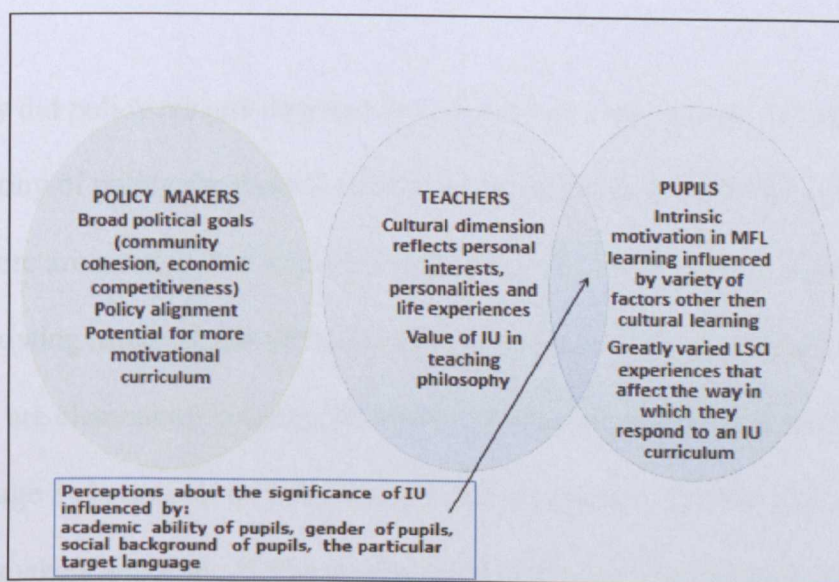 POLICY MAKERS
Broad political goals
(community
cohesion, economic
competitiveness)
Policy alignment
Potential for more
motivational
curriculum
TEACHERS
Cultural dimension
reflects personal
interests,
personalities and
life experiences
Value of IU in
teaching
philosophy
PUPILS
Intrinsic
motivation in MFL
learning influenced
by variety of
factors other then
cultural learning
Greatly varied LSCI
experiences that
affect the way in
which they
respond to an IU
curriculum
Perceptions about the significance of IU
influenced by:
academic ability of pupils, gender of pupils,
social background of pupils, the particular
target language